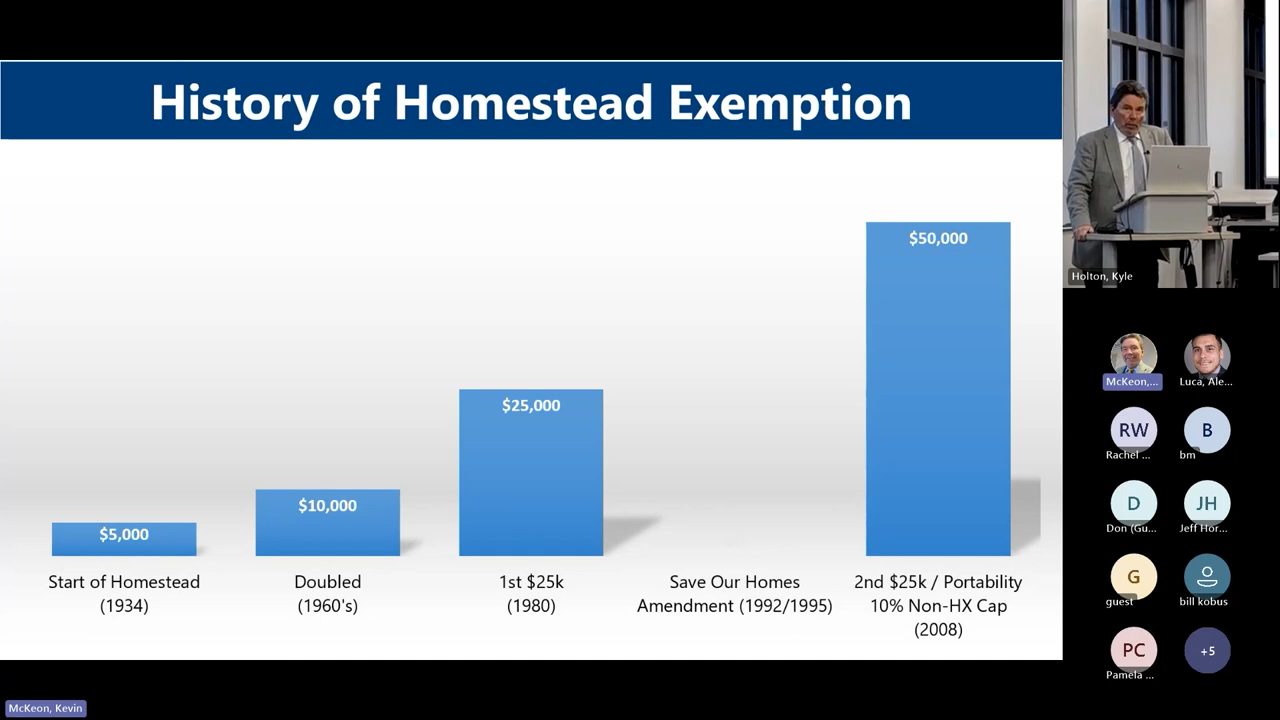 History of Homestead Exemption
$5,000
$10,000
$25,000
$50,000
Start of Homestead
(1934)
Doubled
(1960's)
1st $25k
(1980)
Save Our Homes
Amendment (1992/1995)
2nd $25k / Portability
10% Non-HX Cap
(2008)
Holton, Kyle
McKeon,...
Luca, Ale...
RW
Rachel ...
B
bm
D
Don (Gu...
JH
Jeff Hor...
G
guest
bill kobus
PC
Pamela ...
+5
McKeon, Kevin